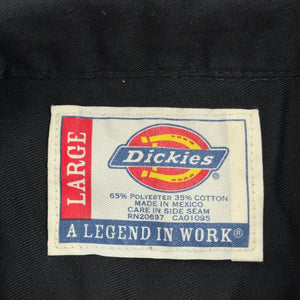 LARGE
Dickies®
65% POLYESTER 35% COTTON
MADE IN MEXICO
CARE IN SIDE SEAM
RN20697 CA01095
A LEGEND IN WORK®